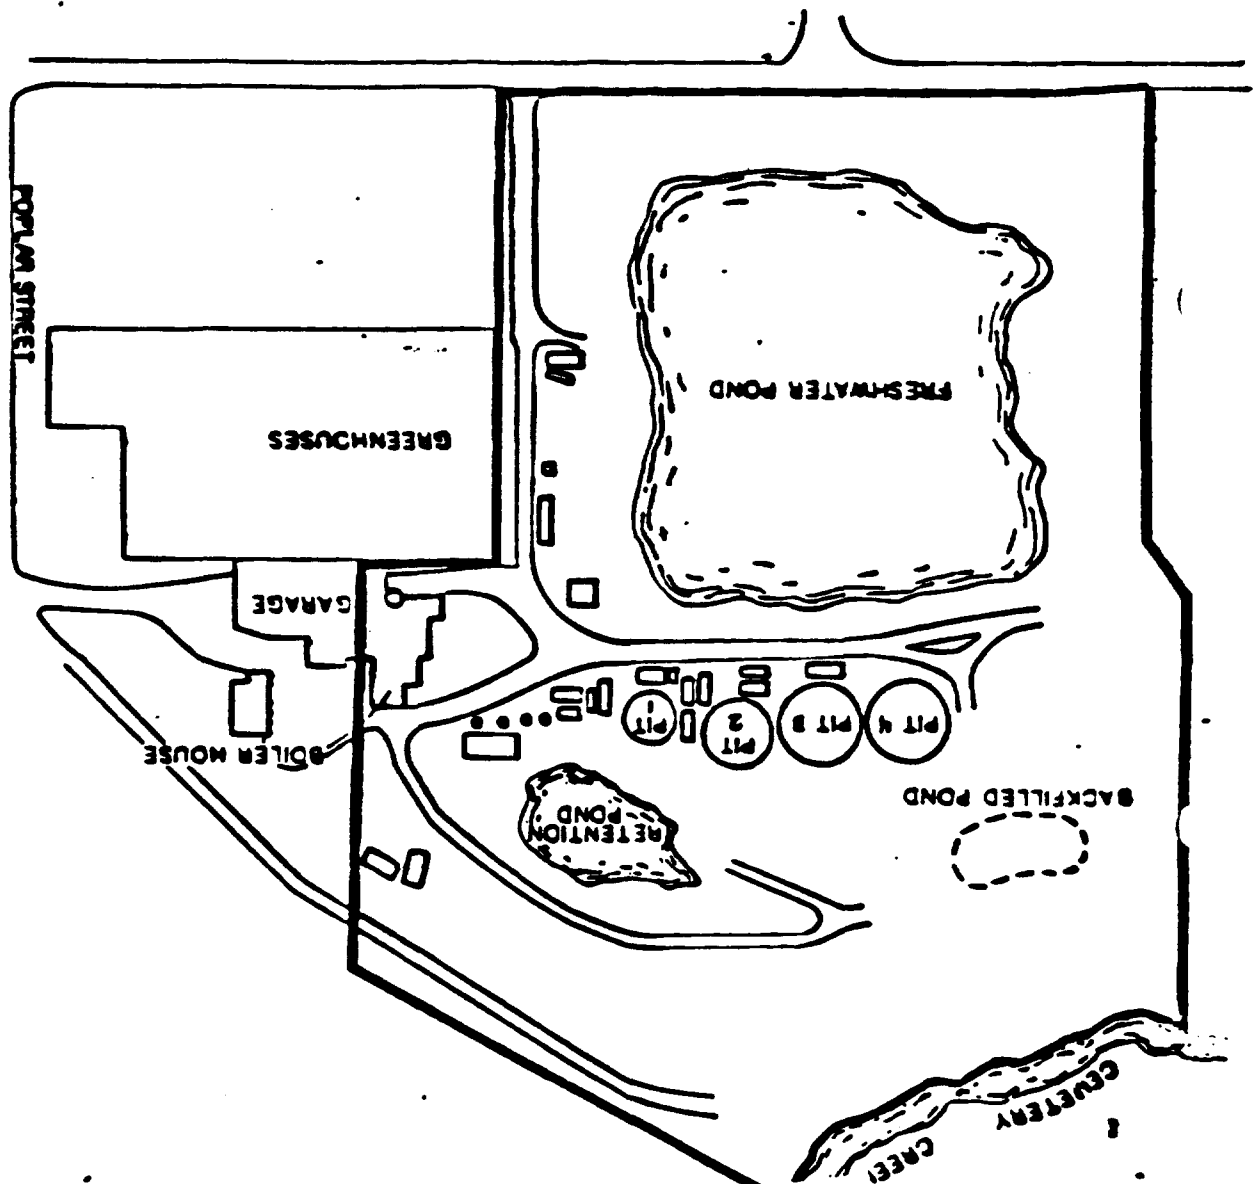 CREEK
CEMETERY
BACKFILLED POND
RETENTION
POND
BOILER HOUSE
PIT 4
PIT 3
PIT
2
PIT
1
GARAGE
GREENHOUSES
FRESHWATER POND
POPLAR STREET